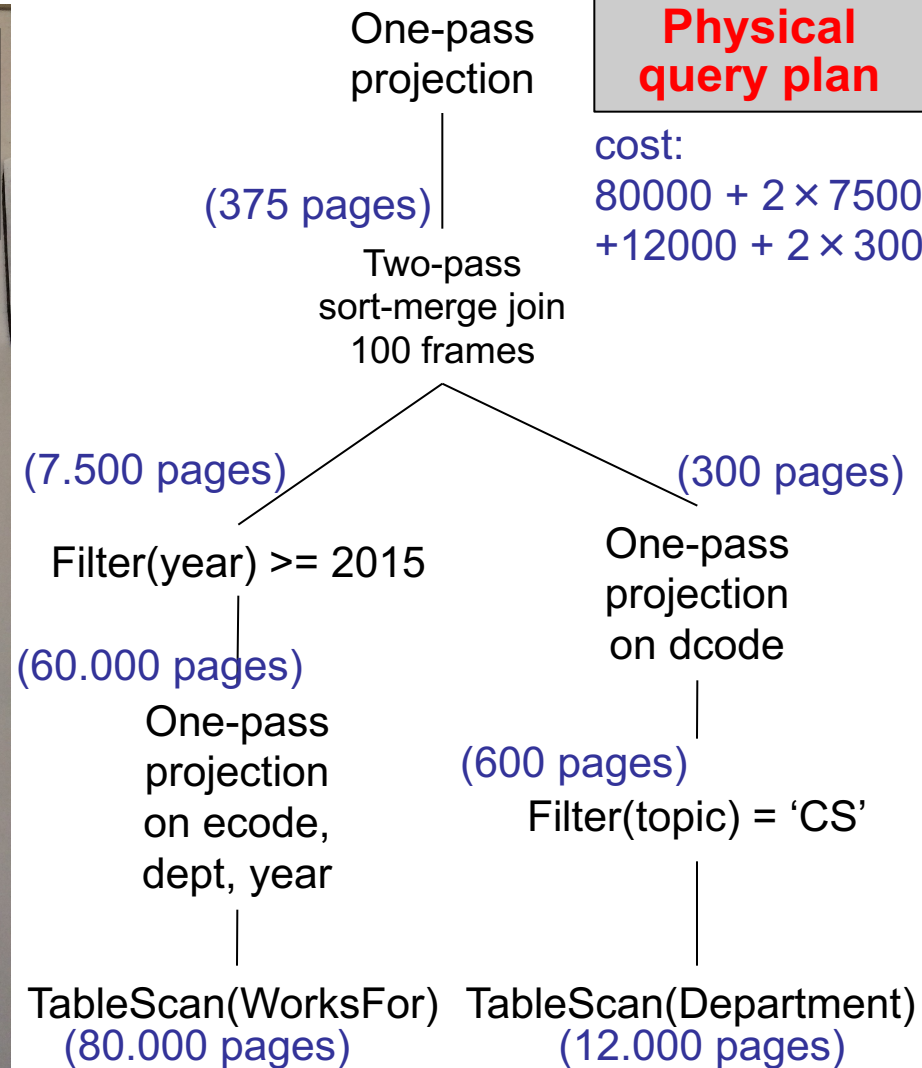 One-pass
projection
Physical
query plan
cost:
80000 + 2 × 7500
+12000 + 2 × 300
(375 pages)
Two-pass
sort-merge join
100 frames
(7.500 pages)
(300 pages)
Filter(year) >= 2015
One-pass
projection
on dcode
(60.000 pages)
One-pass
projection
on ecode,
dept, year
(600 pages)
Filter(topic) = ‘CS’
TableScan(WorksFor)
(80.000 pages)
TableScan(Department)
(12.000 pages)